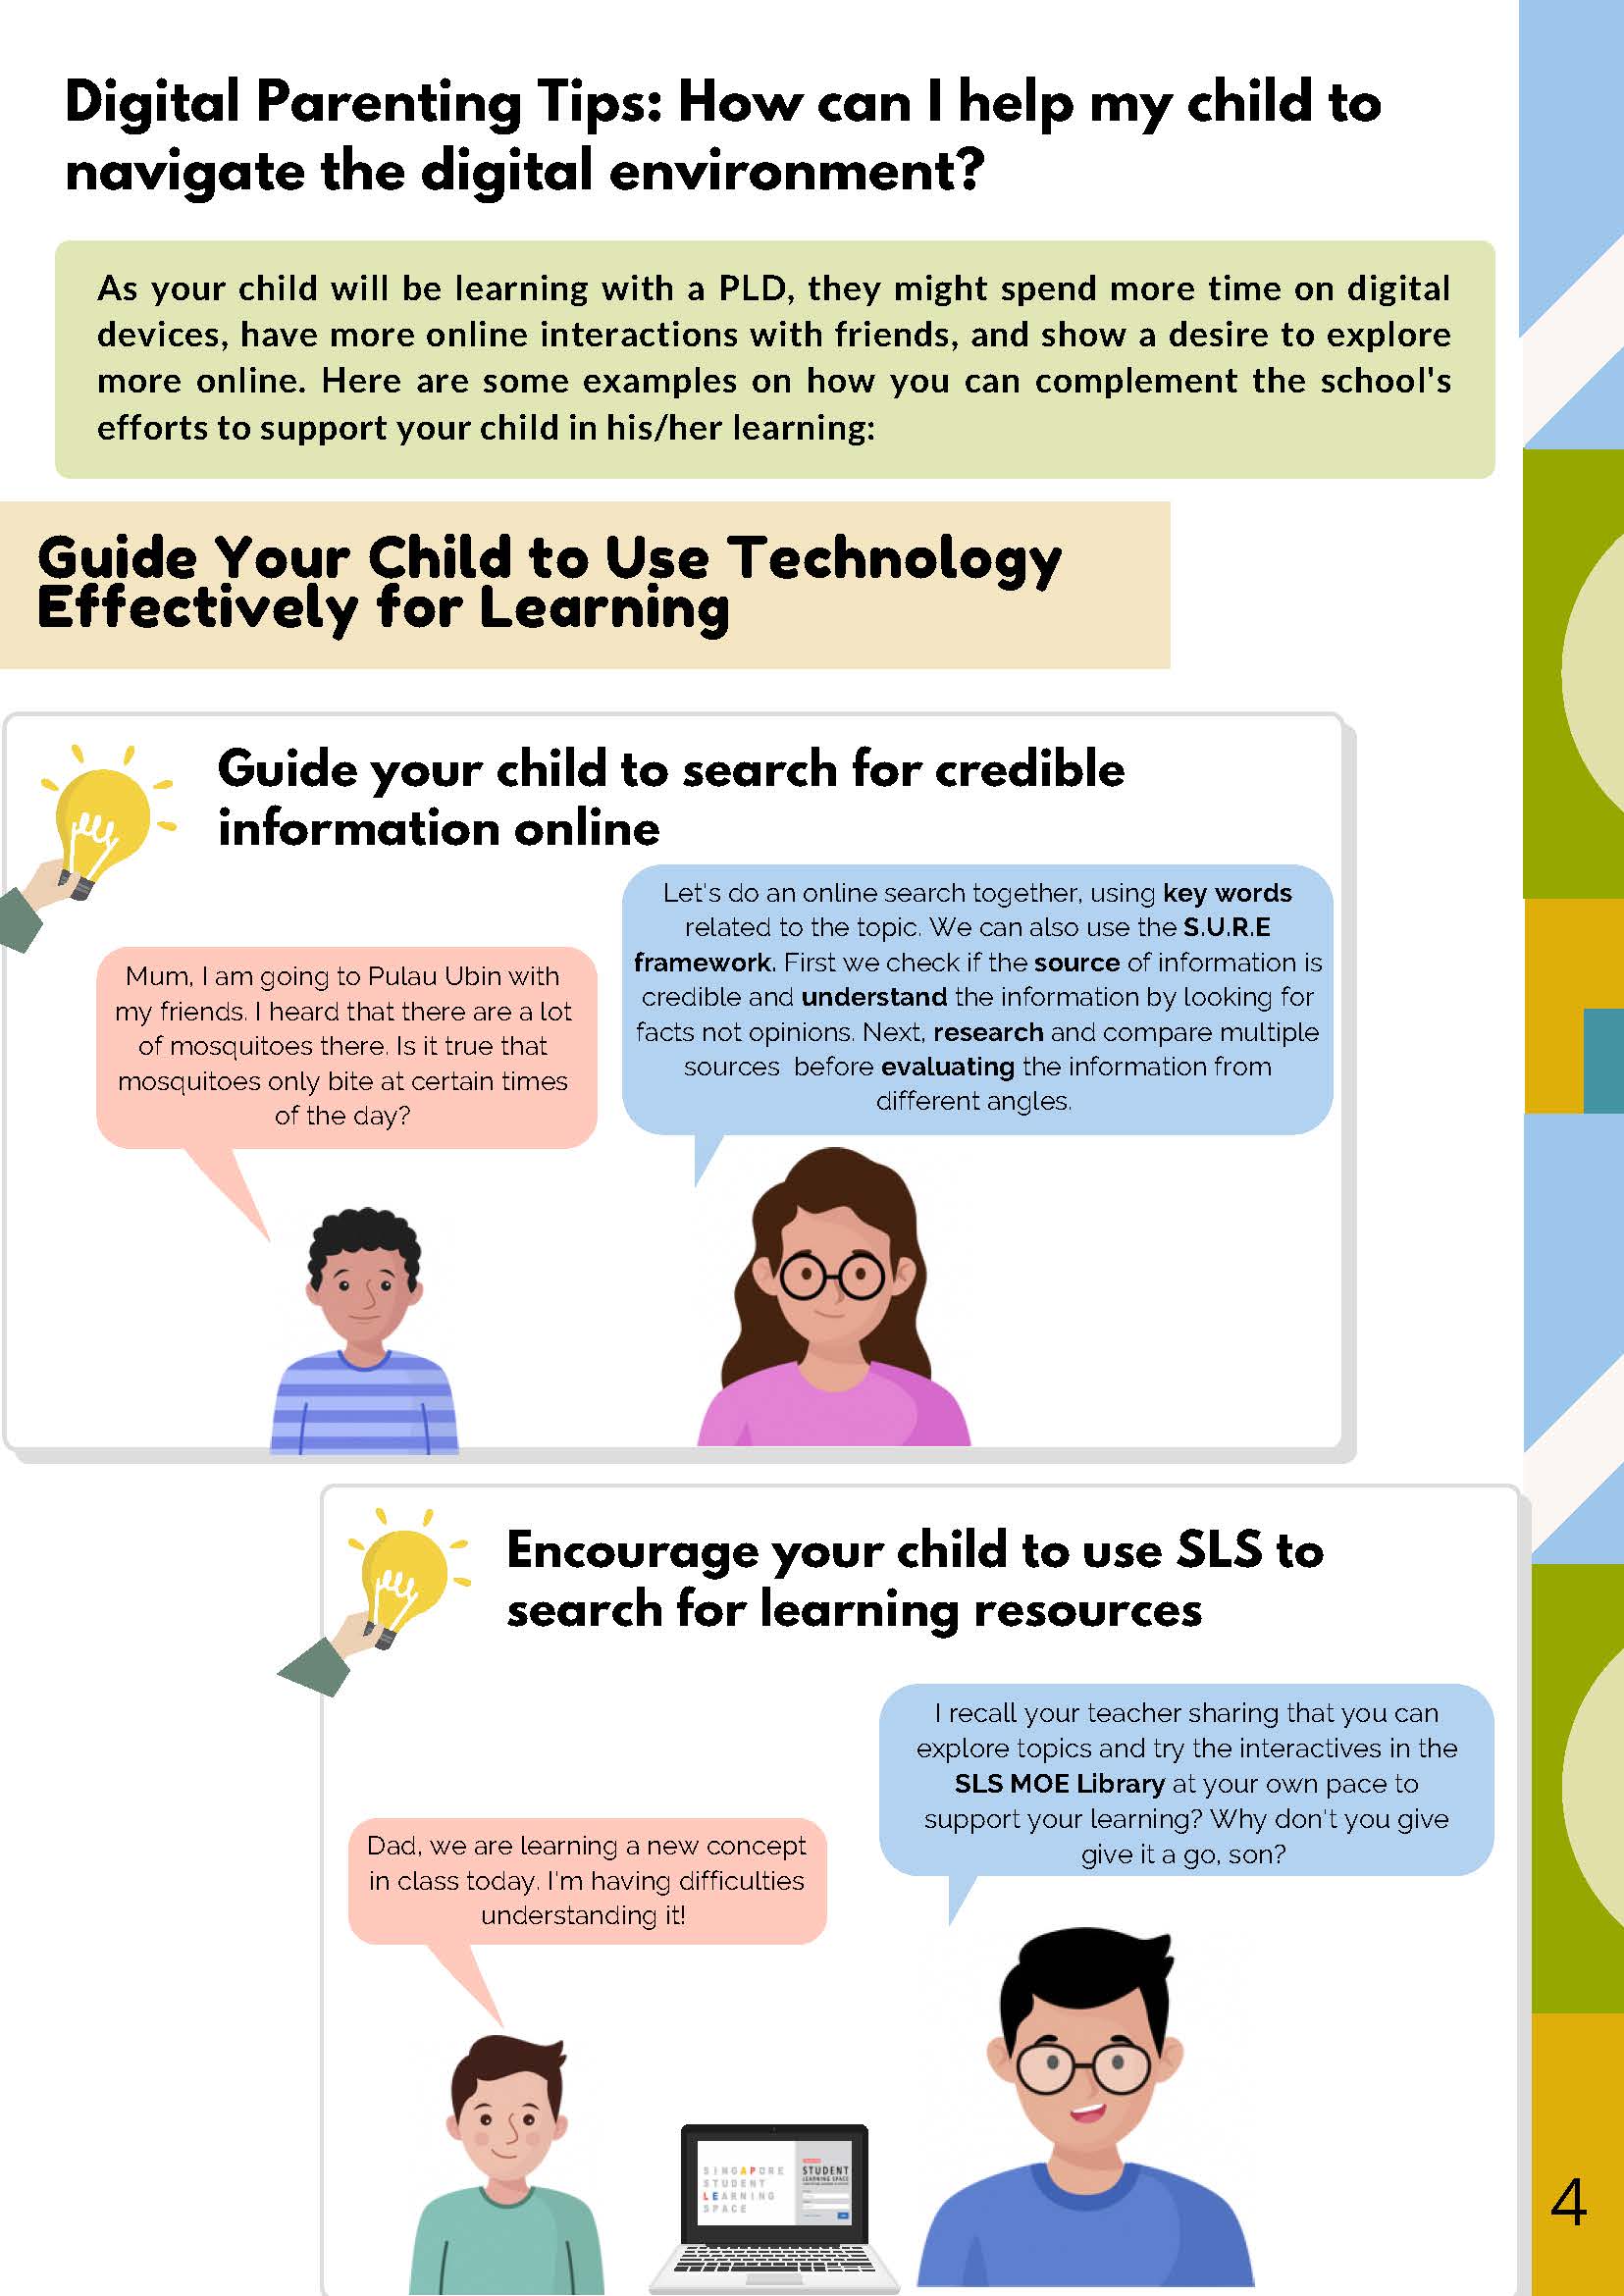 Digital Parenting Tips: How can I help my child to
navigate the digital environment?
As your child will be learning with a PLD, they might spend more time on digital
devices, have more online interactions with friends, and show a desire to explore
more online. Here are some examples on how you can complement the school's
efforts to support your child in his/her learning:
Guide Your Child to Use Technology
Effectively for Learning
Guide your child to search for credible
information online
Mum, I am going to Pulau Ubin with
my friends. I heard that there are a lot
of mosquitoes there. Is it true that
mosquitoes only bite at certain times
of the day?
Let's do an online search together, using key words
related to the topic. We can also use the S.U.R.E
framework. First we check if the source of information is
credible and understand the information by looking for
facts not opinions. Next, research and compare multiple
sources before evaluating the information from
different angles.
Encourage your child to use SLS to
search for learning resources
I recall your teacher sharing that you can
explore topics and try the interactives in the
SLS MOE Library at your own pace to
support your learning? Why don't you give
give it a go, son?
Dad, we are learning a new concept
in class today. I'm having difficulties
understanding it!
SINGAPORE
STUDENT
LEARNING
SPACE
STUDENT
LEARNING SPACE
4